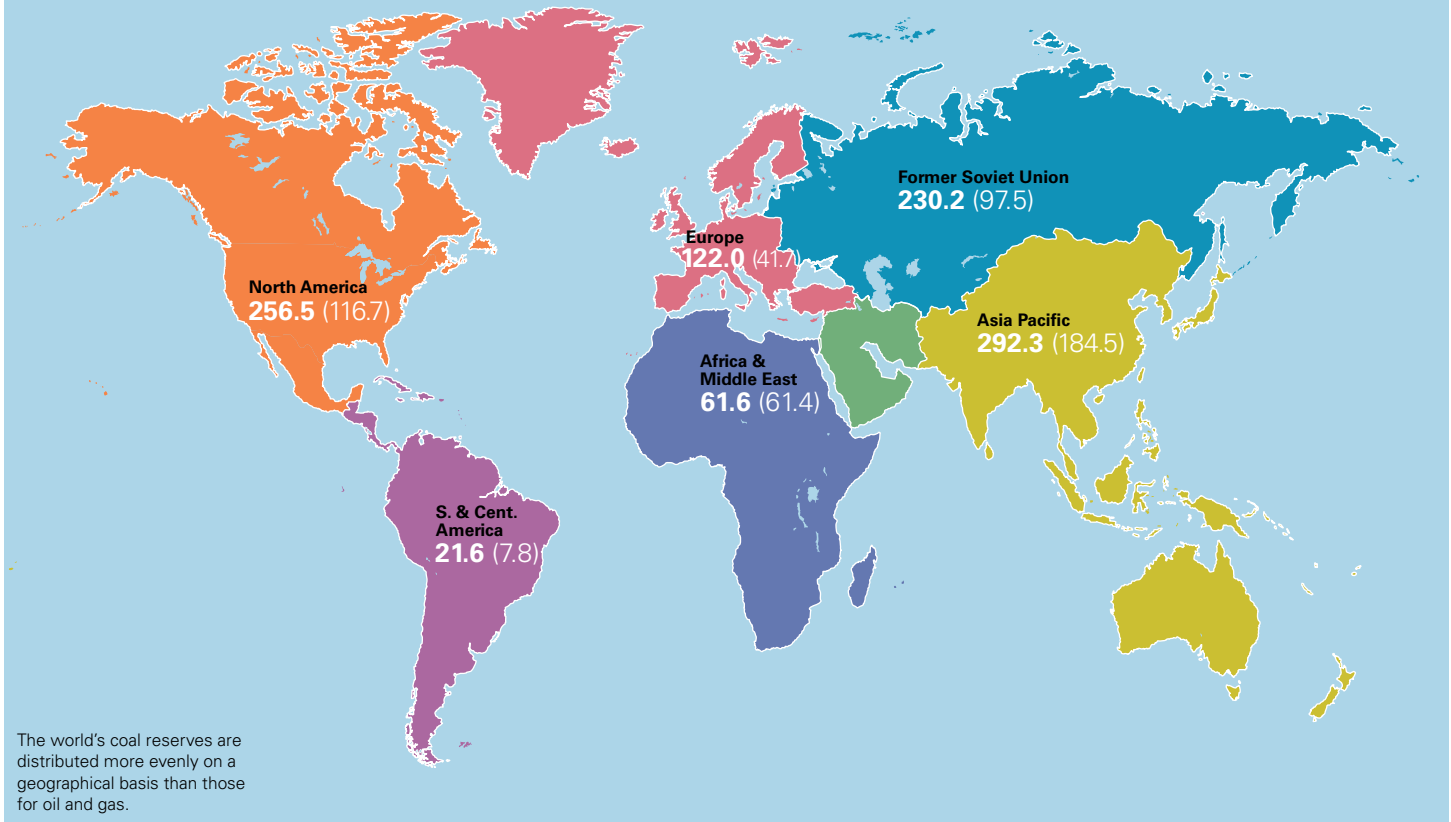 Former Soviet Union
230.2 (97.5)
Europe
122.0 (41.7)
North America
256.5 (116.7)
Asia Pacific
292.3 (184.5)
Africa &
Middle East
61.6 (61.4)
S. & Cent.
America
21.6 (7.8)
The world's coal reserves are
distributed more evenly on a
geographical basis than those
for oil and gas.